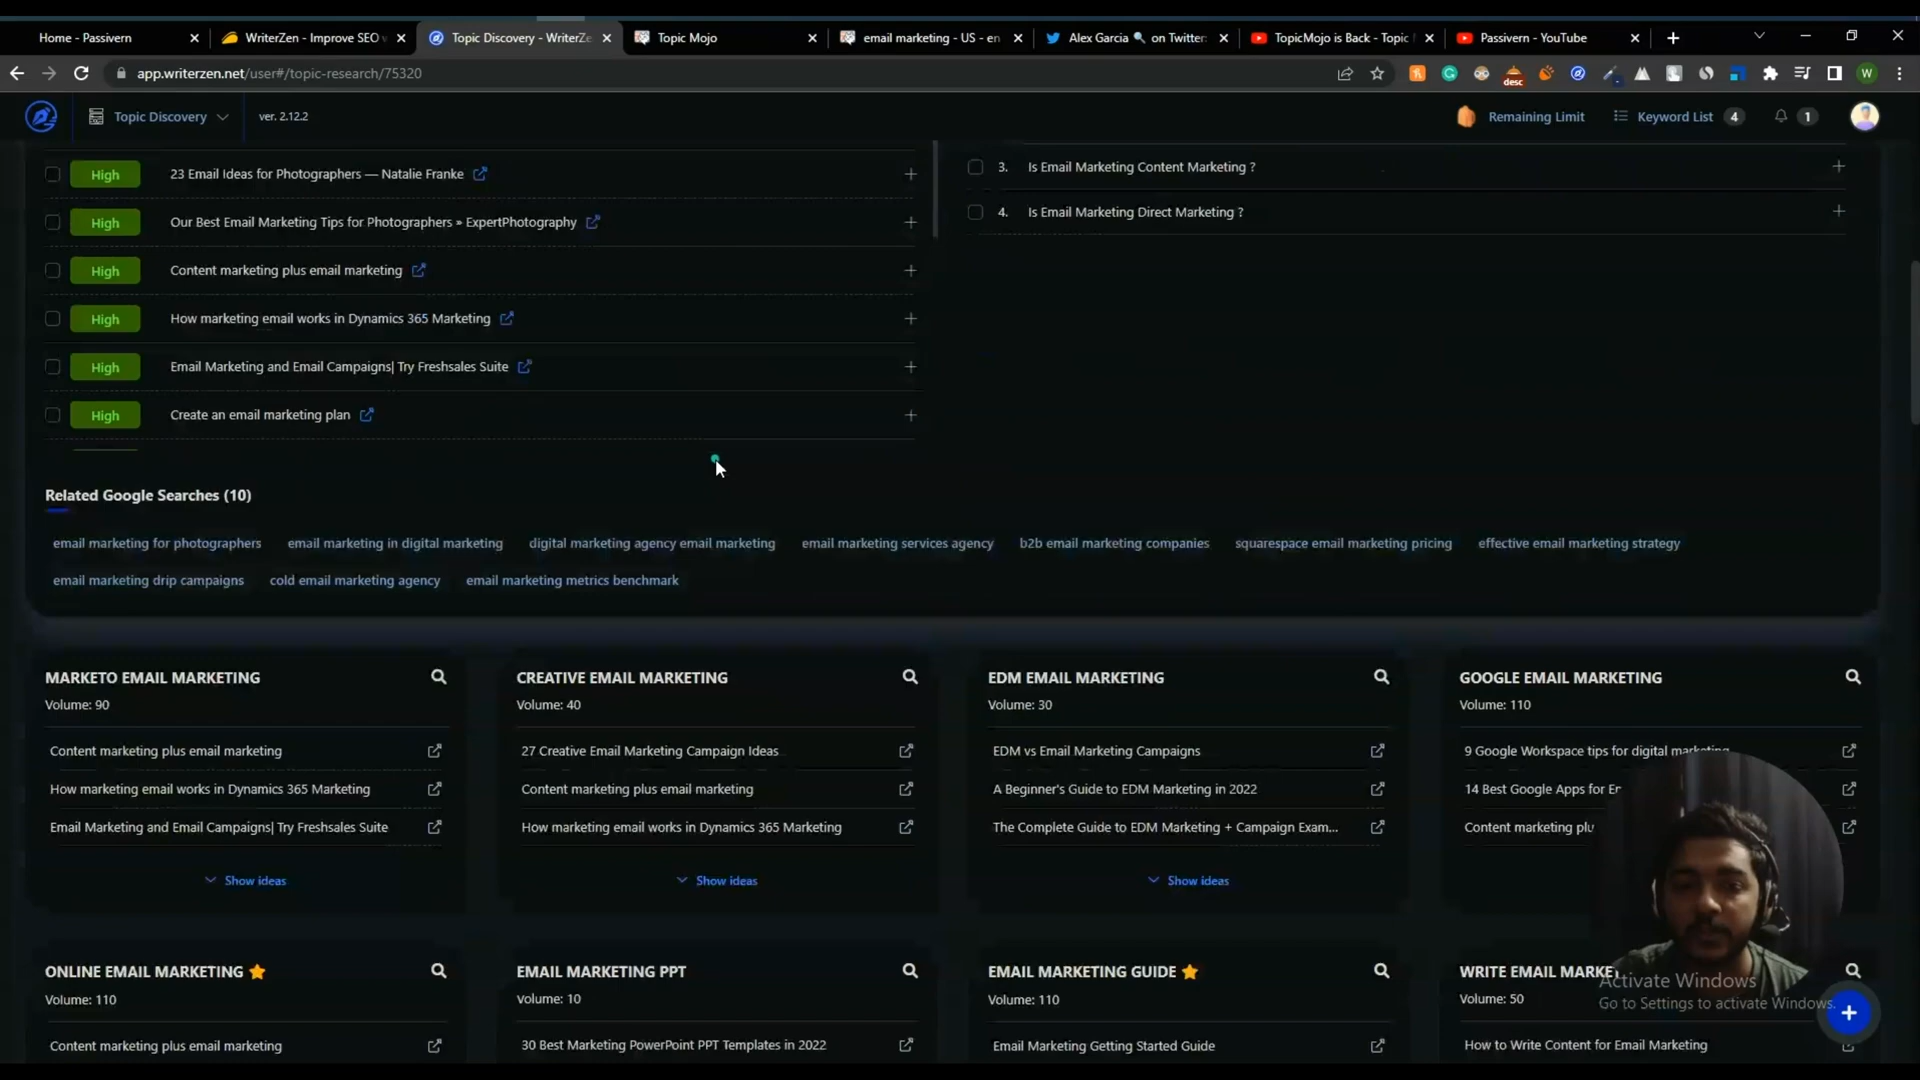 Home - Passivern
WriterZen - Improve SEO
Topic Discovery - WriterZe
Topic Mojo
email marketing - US - en
Alex Garcia 🔍 on Twitter:
TopicMojo is Back - Topic
Passivern - YouTube
app.writerzen.net/user#/topic-research/75320
desc
W
Topic Discovery
ver. 2.12.2
Remaining Limit
Keyword List 4
1
High 23 Email Ideas for Photographers — Natalie Franke
High Our Best Email Marketing Tips for Photographers » ExpertPhotography
High Content marketing plus email marketing
High How marketing email works in Dynamics 365 Marketing
High Email Marketing and Email Campaigns| Try Freshsales Suite
High Create an email marketing plan
3. Is Email Marketing Content Marketing ?
4. Is Email Marketing Direct Marketing ?
Related Google Searches (10)
email marketing for photographers email marketing in digital marketing digital marketing agency email marketing email marketing services agency b2b email marketing companies squarespace email marketing pricing effective email marketing strategy
email marketing drip campaigns cold email marketing agency email marketing metrics benchmark
MARKETO EMAIL MARKETING
Volume: 90
Content marketing plus email marketing
How marketing email works in Dynamics 365 Marketing
Email Marketing and Email Campaigns| Try Freshsales Suite
Show ideas
CREATIVE EMAIL MARKETING
Volume: 40
27 Creative Email Marketing Campaign Ideas
Content marketing plus email marketing
How marketing email works in Dynamics 365 Marketing
Show ideas
EDM EMAIL MARKETING
Volume: 30
EDM vs Email Marketing Campaigns
A Beginner's Guide to EDM Marketing in 2022
The Complete Guide to EDM Marketing + Campaign Exam...
Show ideas
GOOGLE EMAIL MARKETING
Volume: 110
9 Google Workspace tips for digital marketing
14 Best Google Apps for
Content marketing
ONLINE EMAIL MARKETING
Volume: 110
Content marketing plus email marketing
EMAIL MARKETING PPT
Volume: 10
30 Best Marketing PowerPoint PPT Templates in 2022
EMAIL MARKETING GUIDE
Volume: 110
Email Marketing Getting Started Guide
WRITE EMAIL MARKE
Volume: 50
How to Write Content for Email Marketing
Activate Windows
Go to Settings to activate Windows.